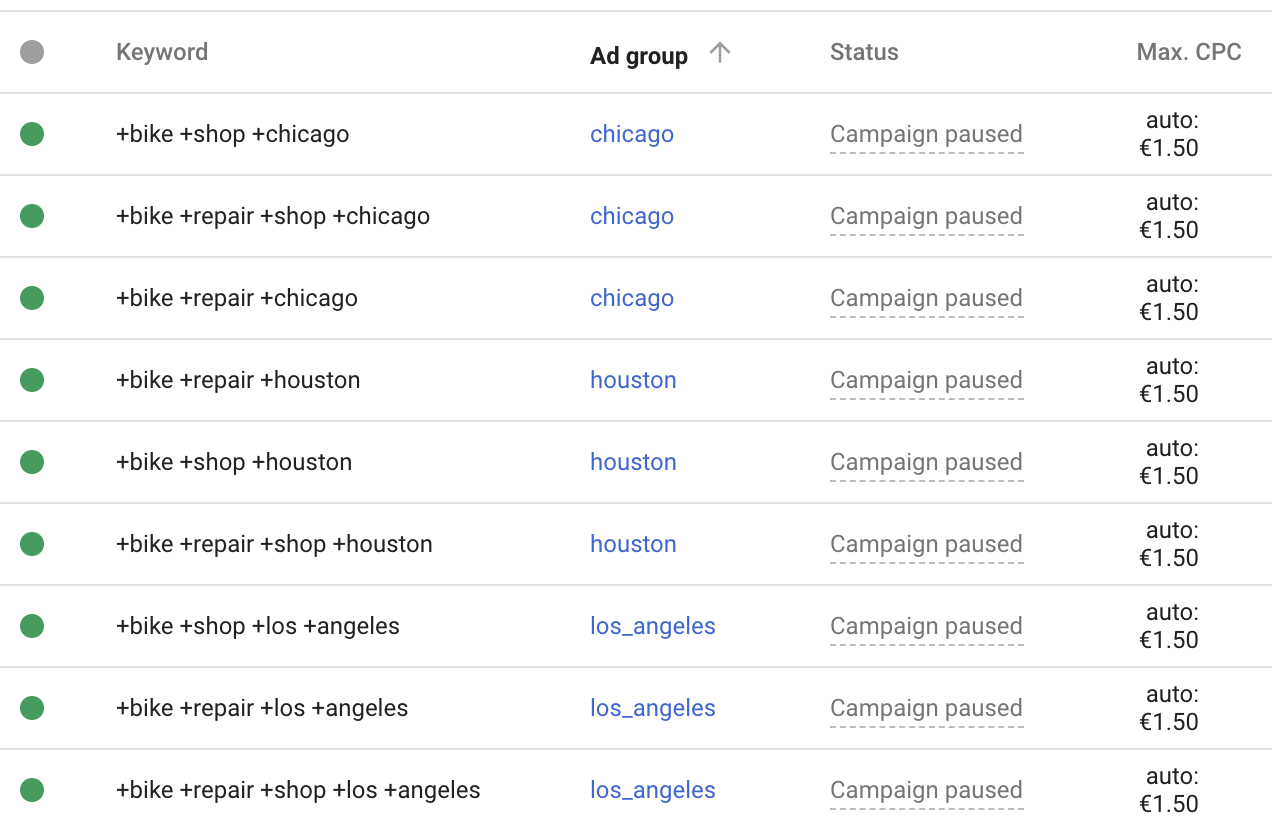 Keyword Ad group ↑ Status Max. CPC
+bike +shop +chicago chicago Campaign paused auto: €1.50
+bike +repair +shop +chicago chicago Campaign paused auto: €1.50
+bike +repair +chicago chicago Campaign paused auto: €1.50
+bike +repair +houston houston Campaign paused auto: €1.50
+bike +shop +houston houston Campaign paused auto: €1.50
+bike +repair +shop +houston houston Campaign paused auto: €1.50
+bike +shop +los +angeles los_angeles Campaign paused auto: €1.50
+bike +repair +los +angeles los_angeles Campaign paused auto: €1.50
+bike +repair +shop +los +angeles los_angeles Campaign paused auto: €1.50